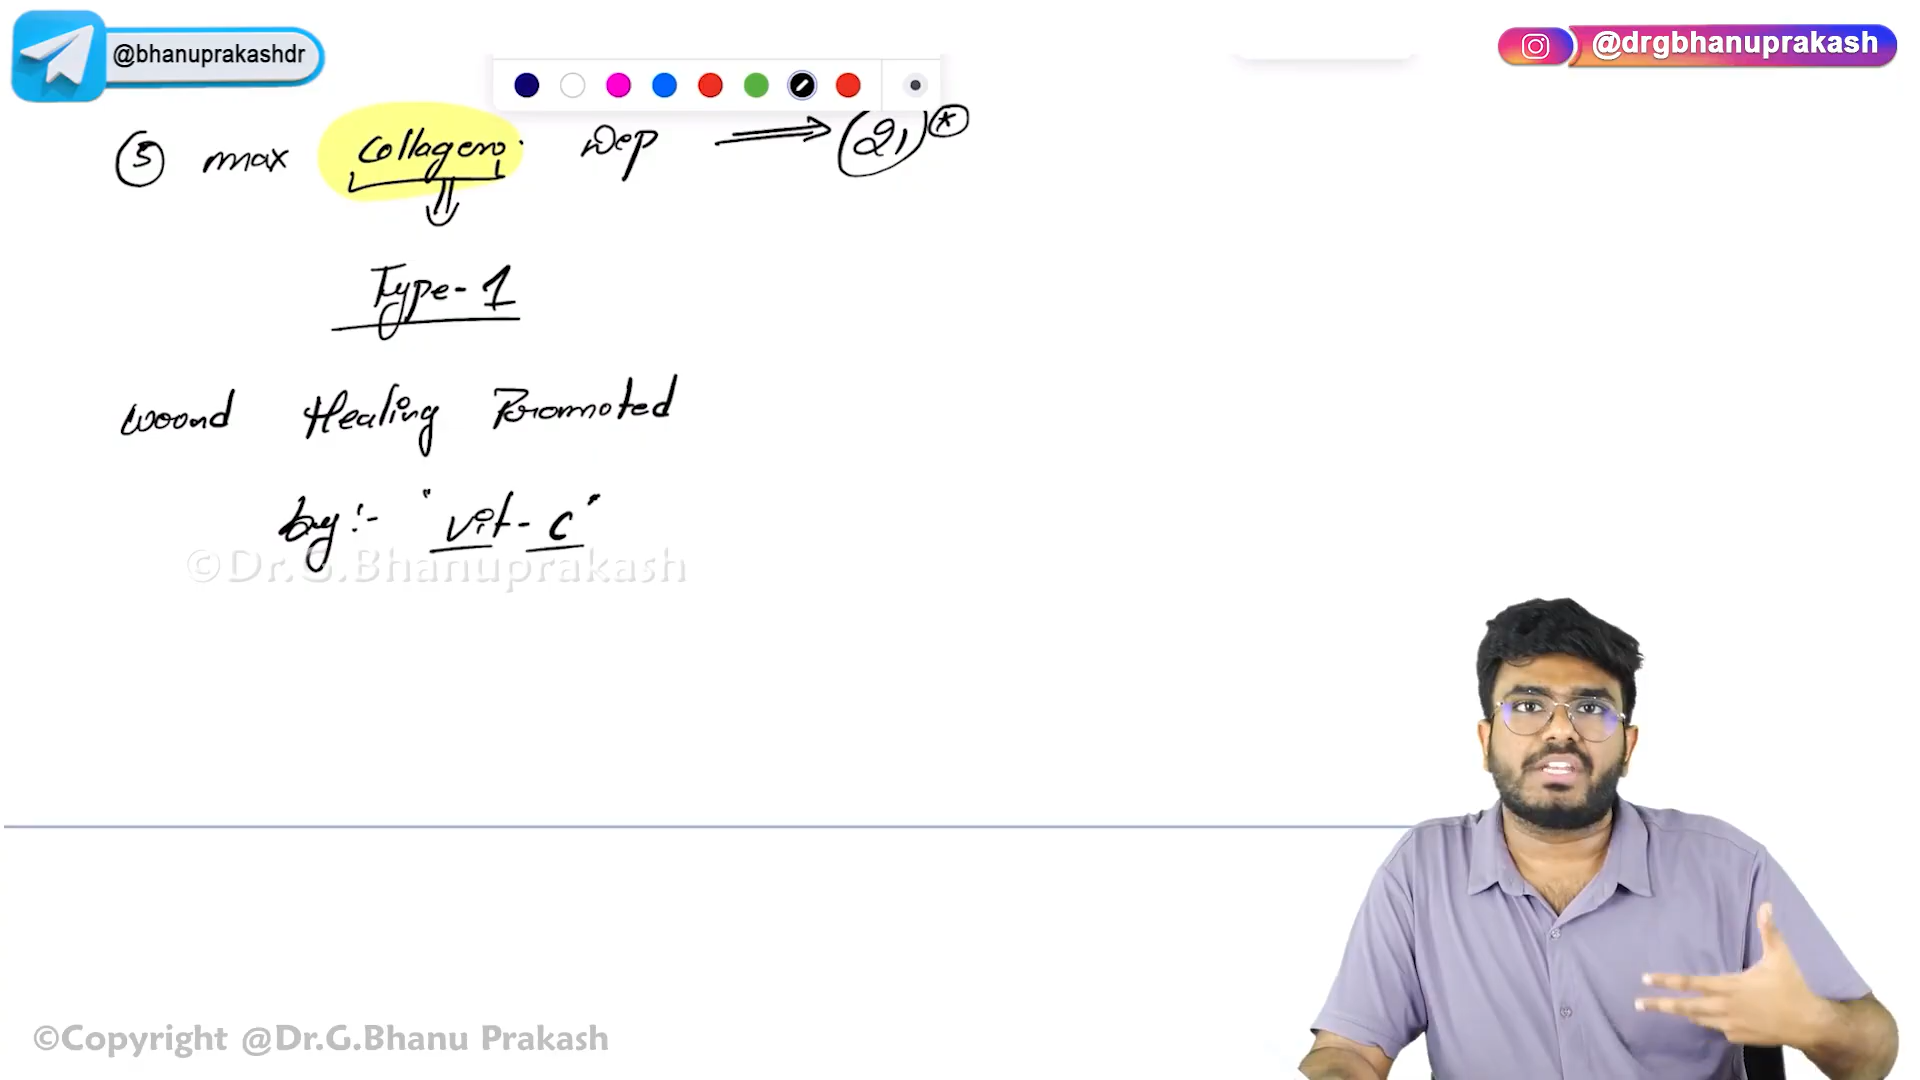 @bhanuprakashdr
@drgbhanuprakash
5 max Collagen Dep ⟹ (21) *
Type-1
Wound Healing Promoted
by:- "vit-c"
©Dr.G.Bhanuprakash
©Copyright @Dr.G.Bhanu Prakash